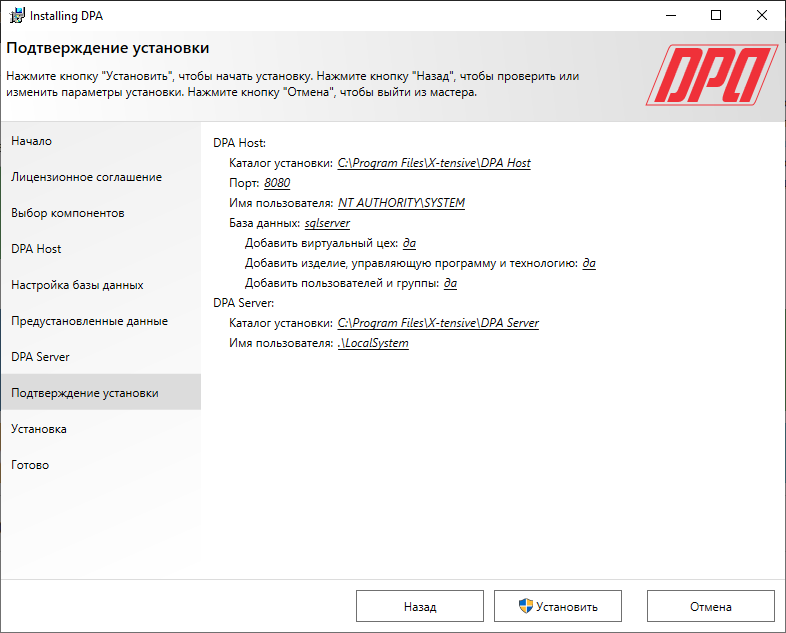 Installing DPA
Подтверждение установки
Нажмите кнопку "Установить", чтобы начать установку. Нажмите кнопку "Назад", чтобы проверить или
изменить параметры установки. Нажмите кнопку "Отмена", чтобы выйти из мастера.
DPA
Начало
Лицензионное соглашение
Выбор компонентов
DPA Host
Настройка базы данных
Предустановленные данные
DPA Server
Подтверждение установки
Установка
Готово
DPA Host:
Каталог установки: C:\Program Files\X-tensive\DPA Host
Порт: 8080
Имя пользователя: NT AUTHORITY\SYSTEM
База данных: sqlserver
Добавить виртуальный цех: да
Добавить изделие, управляющую программу и технологию: да
Добавить пользователей и группы: да
DPA Server:
Каталог установки: C:\Program Files\X-tensive\DPA Server
Имя пользователя: .\LocalSystem
Назад
Установить
Отмена